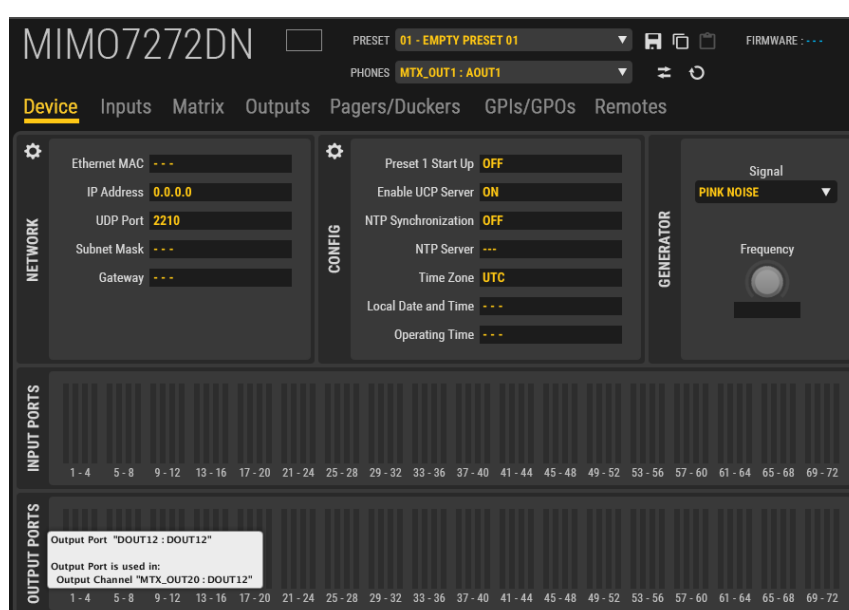 MIMO7272DN
PRESET 01 - EMPTY PRESET 01
FIRMWARE : - - -
PHONES MTX_OUT1 : AOUT1
Device Inputs Matrix Outputs Pagers/Duckers GPIs/GPOs Remotes
NETWORK
Ethernet MAC - - -
IP Address 0.0.0.0
UDP Port 2210
Subnet Mask - - -
Gateway - - -
CONFIG
Preset 1 Start Up OFF
Enable UCP Server ON
NTP Synchronization OFF
NTP Server ---
Time Zone UTC
Local Date and Time - - -
Operating Time - - -
GENERATOR
Signal
PINK NOISE
Frequency
INPUT PORTS
1 - 4 5 - 8 9 - 12 13 - 16 17 - 20 21 - 24 25 - 28 29 - 32 33 - 36 37 - 40 41 - 44 45 - 48 49 - 52 53 - 56 57 - 60 61 - 64 65 - 68 69 - 72
OUTPUT PORTS
Output Port "DOUT12 : DOUT12"
Output Port is used in:
Output Channel "MTX_OUT20 : DOUT12"
1 - 4 5 - 8 9 - 12 13 - 16 17 - 20 21 - 24 25 - 28 29 - 32 33 - 36 37 - 40 41 - 44 45 - 48 49 - 52 53 - 56 57 - 60 61 - 64 65 - 68 69 - 72